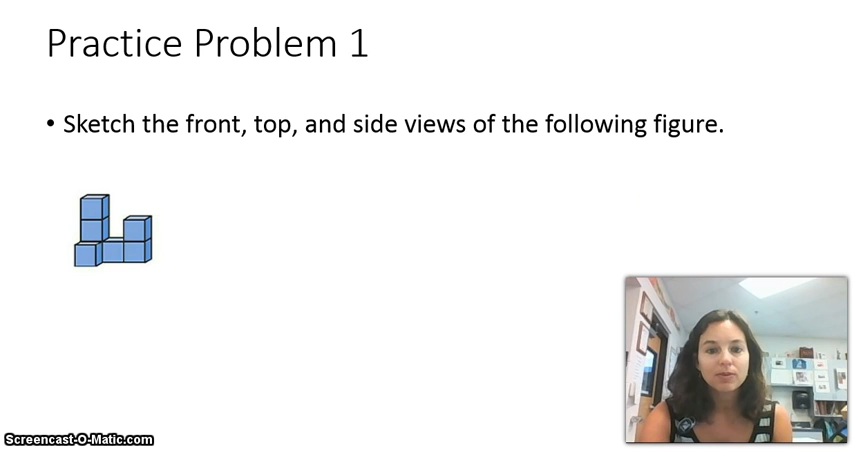 Practice Problem 1
• Sketch the front, top, and side views of the following figure.
Screencast-O-Matic.com